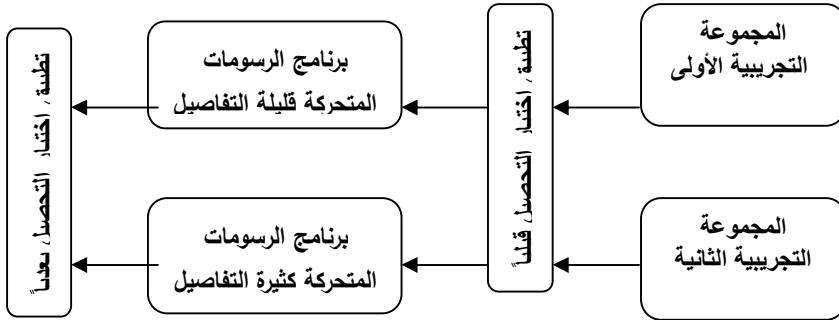 المجموعة
التجريبية الأولى
المجموعة
التجريبية الثانية
تطبيق اختبار التحصيل قبلياً
برنامج الرسومات
المتحركة قليلة التفاصيل
برنامج الرسومات
المتحركة كثيرة التفاصيل
تطبيق اختبار التحصيل بعدياً